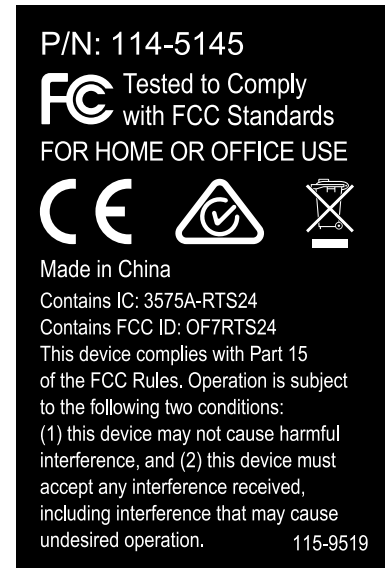 P/N: 114-5145
FC Tested to Comply
with FCC Standards
FOR HOME OR OFFICE USE
CE
Made in China
Contains IC: 3575A-RTS24
Contains FCC ID: OF7RTS24
This device complies with Part 15
of the FCC Rules. Operation is subject
to the following two conditions:
(1) this device may not cause harmful
interference, and (2) this device must
accept any interference received,
including interference that may cause
undesired operation. 115-9519